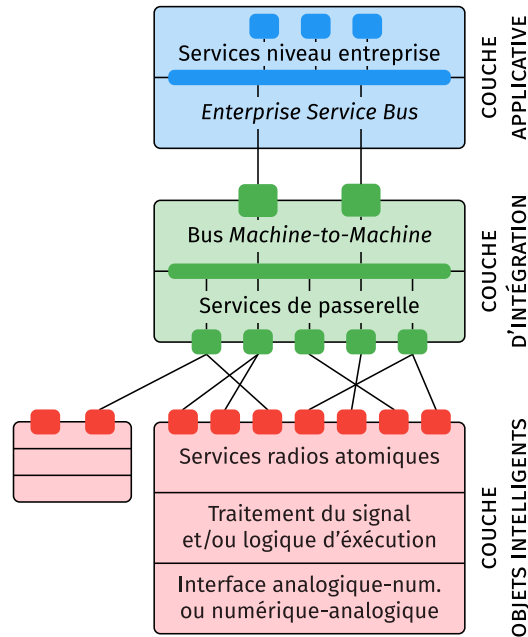 Services niveau entreprise
Enterprise Service Bus
COUCHE
APPLICATIVE
Bus Machine-to-Machine
Services de passerelle
COUCHE
D'INTÉGRATION
Services radios atomiques
Traitement du signal
et/ou logique d'exécution
Interface analogique-num.
ou numérique-analogique
COUCHE
OBJETS INTELLIGENTS